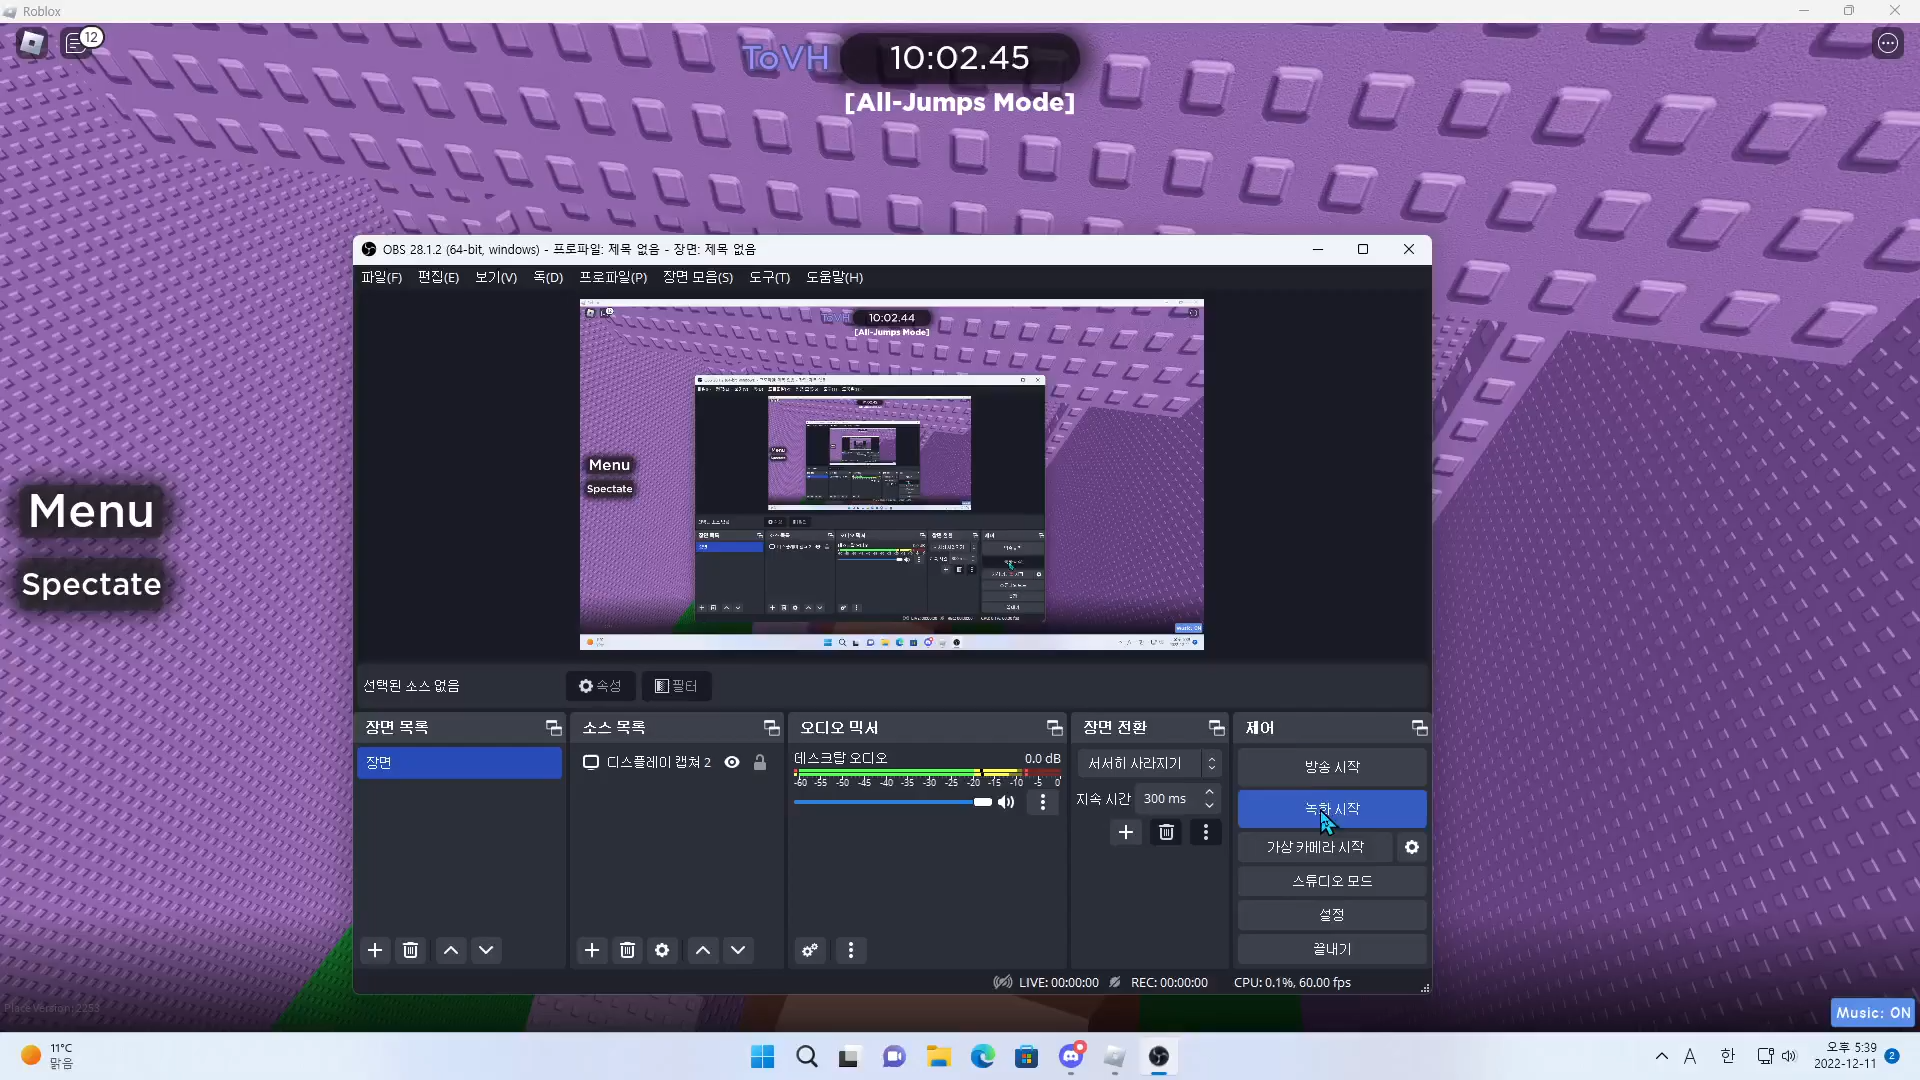 Roblox
12
ToVH 10:02.45
[All-Jumps Mode]
Menu
Spectate
OBS 28.1.2 (64-bit, windows) - 프로파일: 제목 없음 - 장면: 제목 없음
파일(F) 편집(E) 보기(V) 독(D) 프로파일(P) 장면 모음(S) 도구(T) 도움말(H)
ToVH 10:02.44
[All-Jumps Mode]
Menu
Spectate
Menu
Music: ON
선택된 소스 없음 속성 필터
장면 목록 소스 목록 오디오 믹서 장면 전환 제어
장면
디스플레이 캡쳐 2
데스크탑 오디오 0.0 dB
-60 -55 -50 -45 -40 -35 -30 -25 -20 -15 -10 -5 0
서서히 사라지기
지속 시간 300 ms
방송 시작
녹화 시작
가상 카메라 시작
스튜디오 모드
설정
끝내기
LIVE: 00:00:00 REC: 00:00:00 CPU: 0.1%, 60.00 fps
Place Version: 2253
Music: ON
11°C
맑음
A 한
오후 5:39
2022-12-11
2